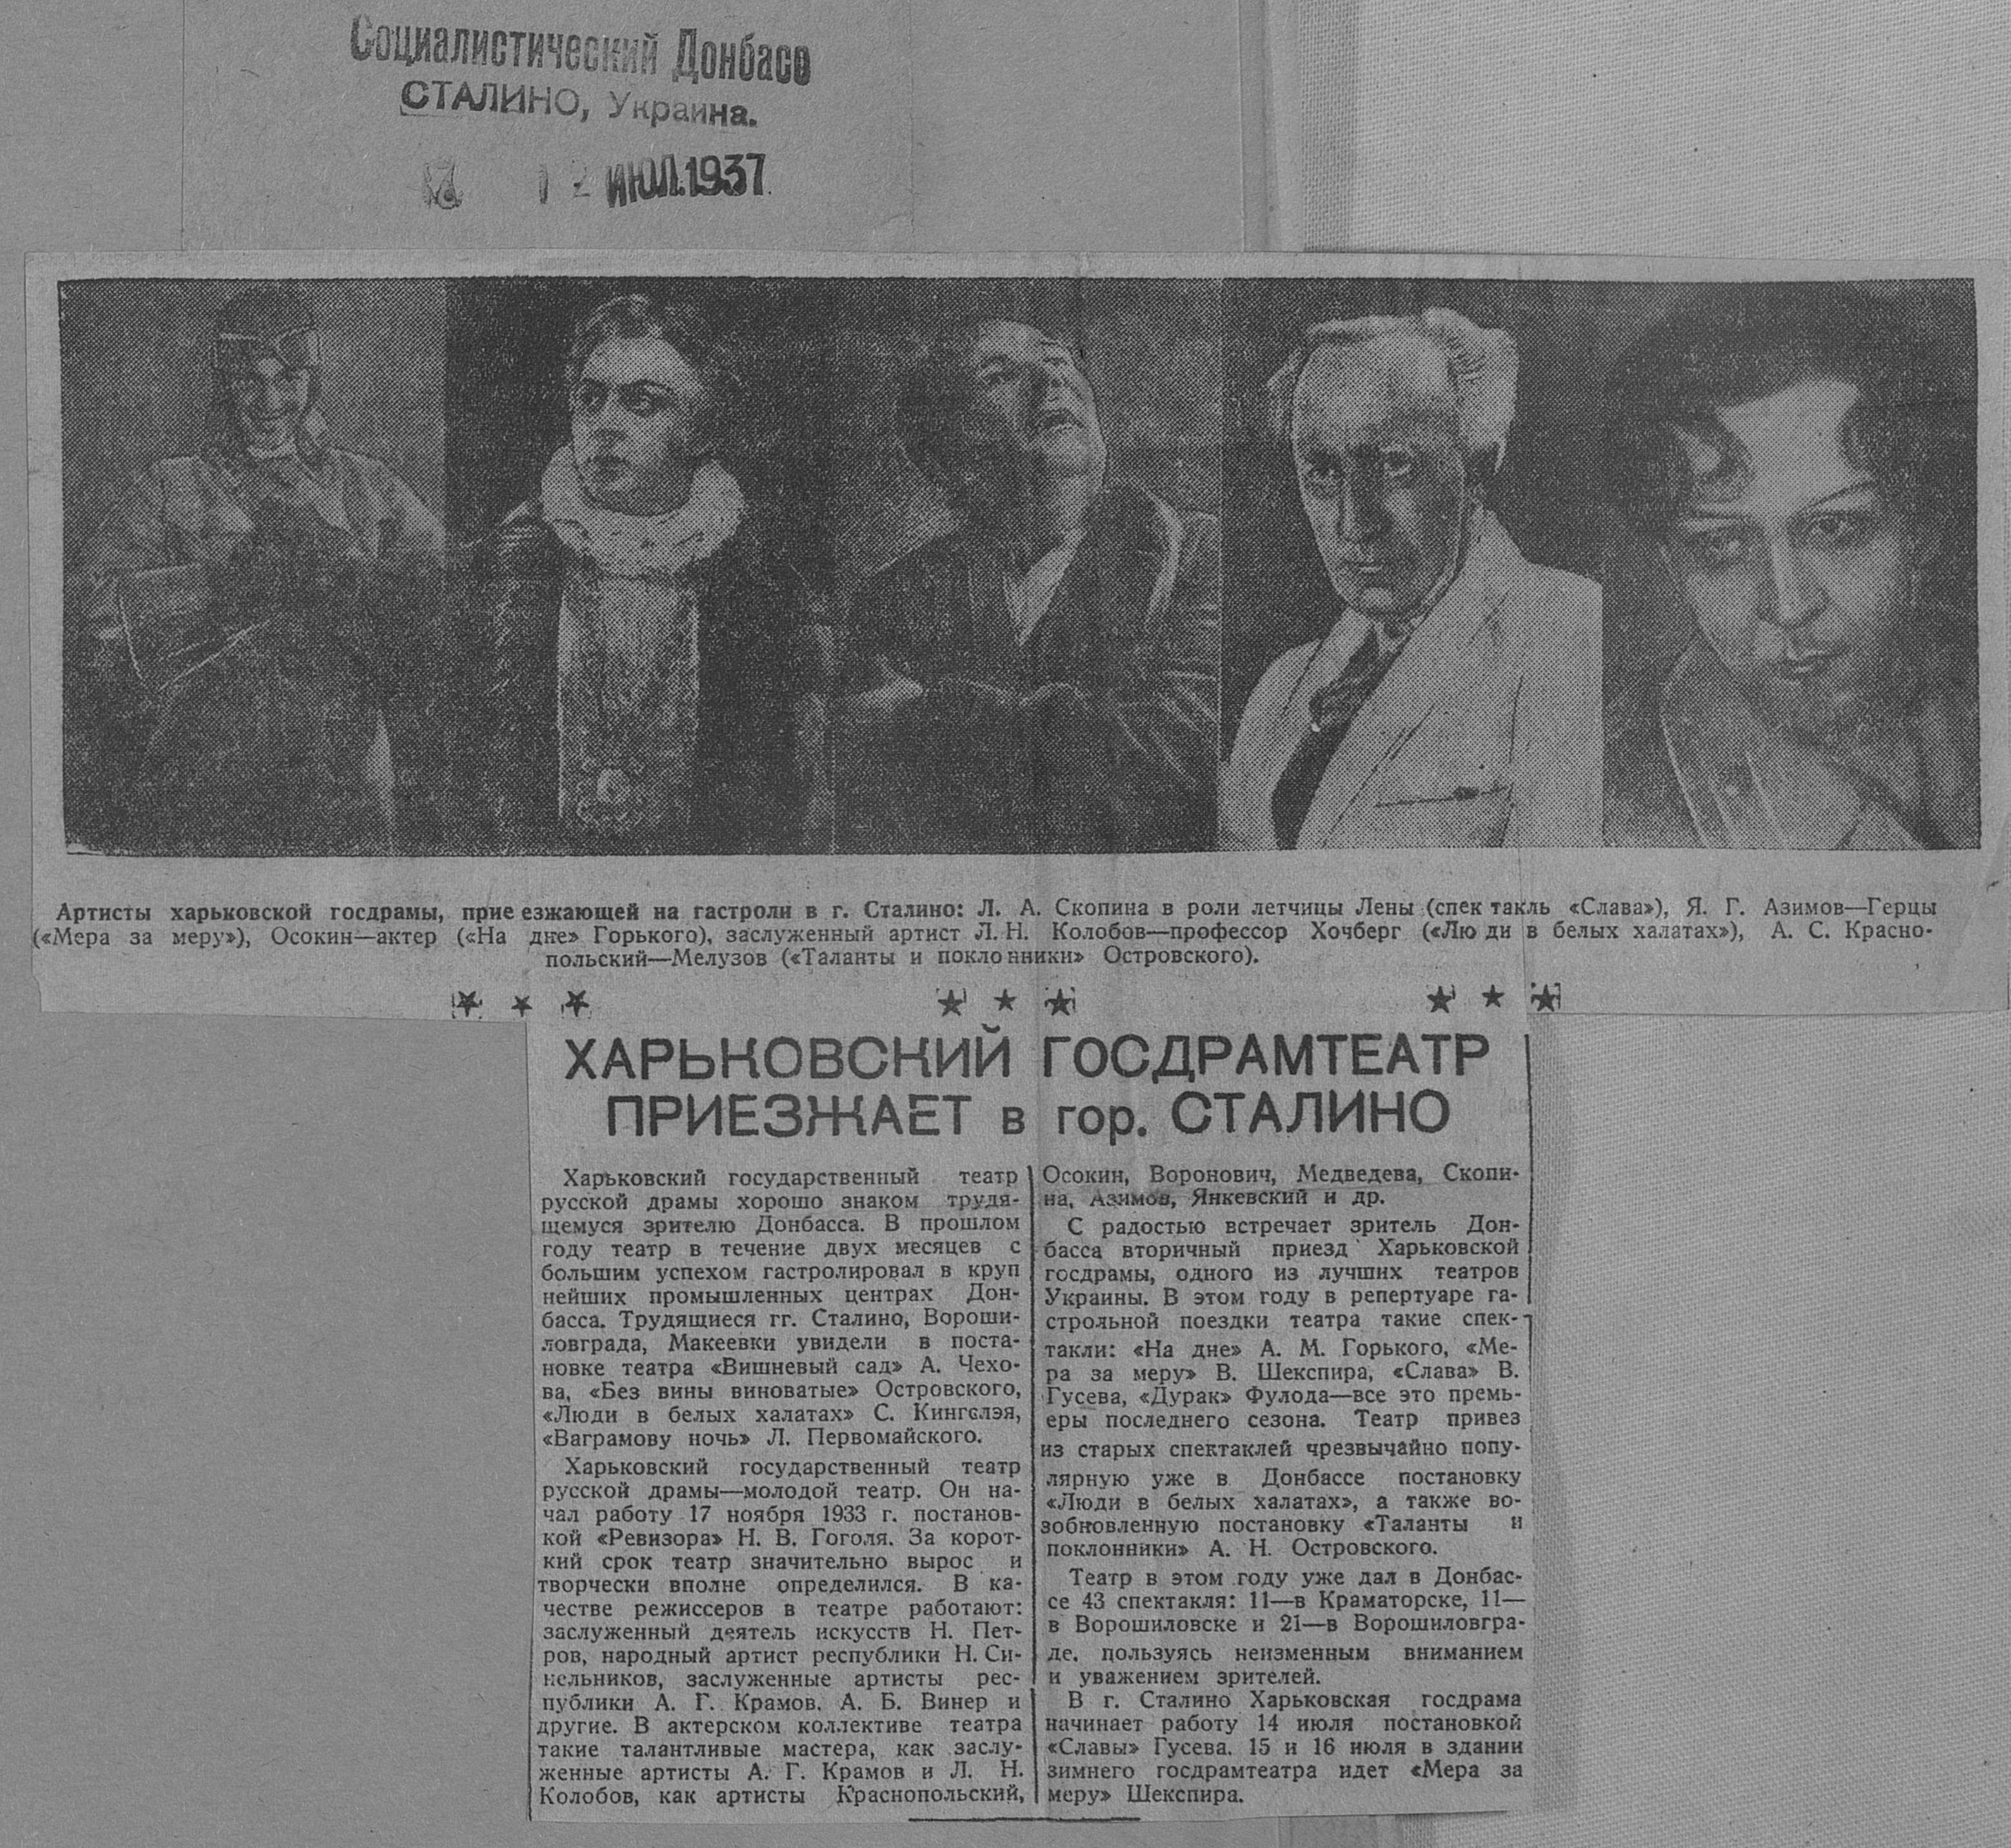 Социалистический Донбасс
СТАЛИНО, Украина.
12 ИЮЛ.1937
Артисты харьковской госдрамы, приезжающей на гастроли в г. Сталино: Л. А. Скопина в роли летчицы Лены (спектакль «Слава»), Я. Г. Азимов—Герцы
(«Мера за меру»), Осокин—актер («На дне» Горького), заслуженный артист Л. Н. Колобов—профессор Хочберг («Люди в белых халатах»), А. С. Красно-
польский—Мелузов («Таланты и поклонники» Островского).
ХАРЬКОВСКИЙ ГОСДРАМТЕАТР
ПРИЕЗЖАЕТ в гор. СТАЛИНО
Харьковский государственный театр
русской драмы хорошо знаком трудя-
щемуся зрителю Донбасса. В прошлом
году театр в течение двух месяцев с
большим успехом гастролировал в круп
нейших промышленных центрах Дон-
басса. Трудящиеся гг. Сталино, Вороши-
ловграда, Макеевки увидели в поста-
новке театра «Вишневый сад» А. Чехо-
ва, «Без вины виноватые» Островского,
«Люди в белых халатах» С. Кингслэя,
«Ваграмову ночь» Л. Первомайского.
Харьковский государственный театр
русской драмы—молодой театр. Он на-
чал работу 17 ноября 1933 г. постанов-
кой «Ревизора» Н. В. Гоголя. За корот-
кий срок театр значительно вырос и
творчески вполне определился. В ка-
честве режиссеров в театре работают:
заслуженный деятель искусств Н. Пет-
ров, народный артист республики Н. Си-
нельников, заслуженные артисты рес-
публики А. Г. Крамов, А. Б. Винер и
другие. В актерском коллективе театра
такие талантливые мастера, как заслу-
женные артисты А. Г. Крамов и Л. Н.
Колобов, как артисты Краснопольский,
Осокин, Воронович, Медведева, Скопи-
на, Азимов, Янкевский и др.
С радостью встречает зритель Дон-
басса вторичный приезд Харьковской
госдрамы, одного из лучших театров
Украины. В этом году в репертуаре га-
строльной поездки театра такие спек-
такли: «На дне» А. М. Горького, «Ме-
ра за меру» В. Шекспира, «Слава» В.
Гусева, «Дурак» Фулода—все это премь-
еры последнего сезона. Театр привез
из старых спектаклей чрезвычайно попу-
лярную уже в Донбассе постановку
«Люди в белых халатах», а также во-
зобновленную постановку «Таланты и
поклонники» А. Н. Островского.
Театр в этом году уже дал в Донбас-
се 43 спектакля: 11—в Краматорске, 11—
в Ворошиловске и 21—в Ворошиловгра-
де, пользуясь неизменным вниманием
и уважением зрителей.
В г. Сталино Харьковская госдрама
начинает работу 14 июля постановкой
«Славы» Гусева. 15 и 16 июля в здании
зимнего госдрамтеатра идет «Мера за
меру» Шекспира.